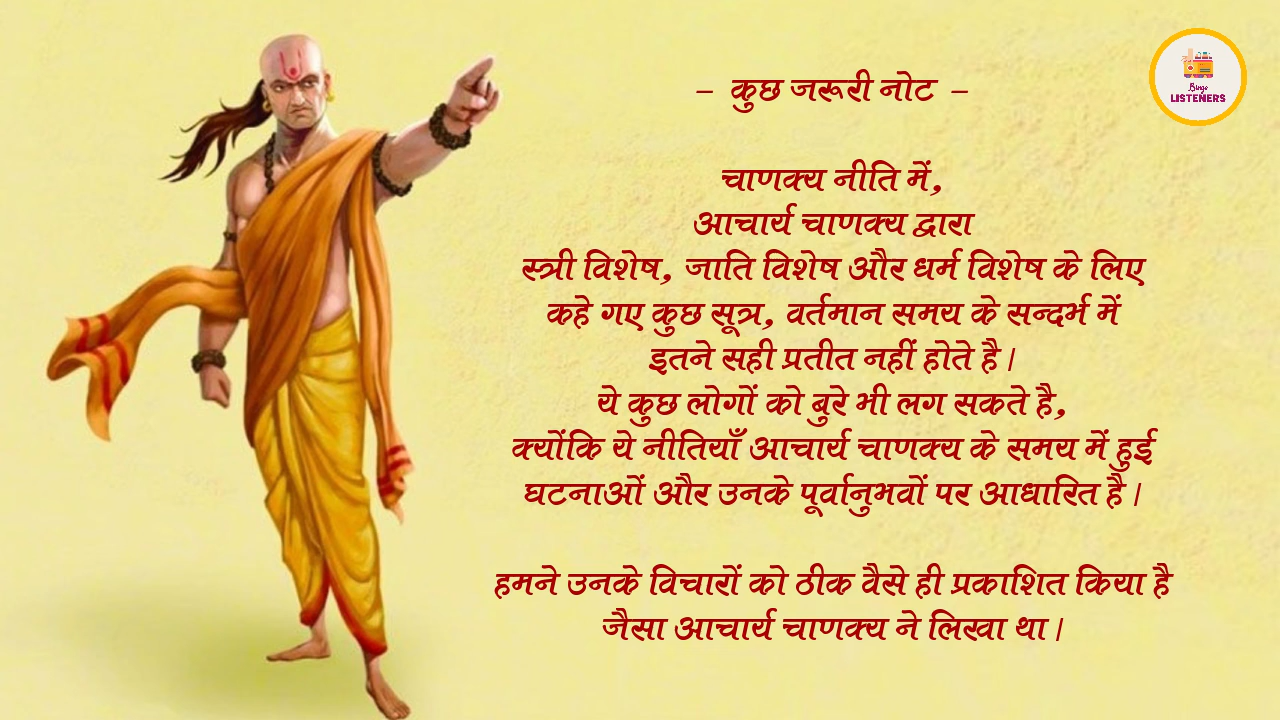 – कुछ जरूरी नोट –
Binge
LISTENERS
चाणक्य नीति में,
आचार्य चाणक्य द्वारा
स्त्री विशेष, जाति विशेष और धर्म विशेष के लिए
कहे गए कुछ सूत्र, वर्तमान समय के सन्दर्भ में
इतने सही प्रतीत नहीं होते है |
ये कुछ लोगों को बुरे भी लग सकते है,
क्योंकि ये नीतियाँ आचार्य चाणक्य के समय में हुई
घटनाओं और उनके पूर्वानुभवों पर आधारित है |
हमने उनके विचारों को ठीक वैसे ही प्रकाशित किया है
जैसा आचार्य चाणक्य ने लिखा था |